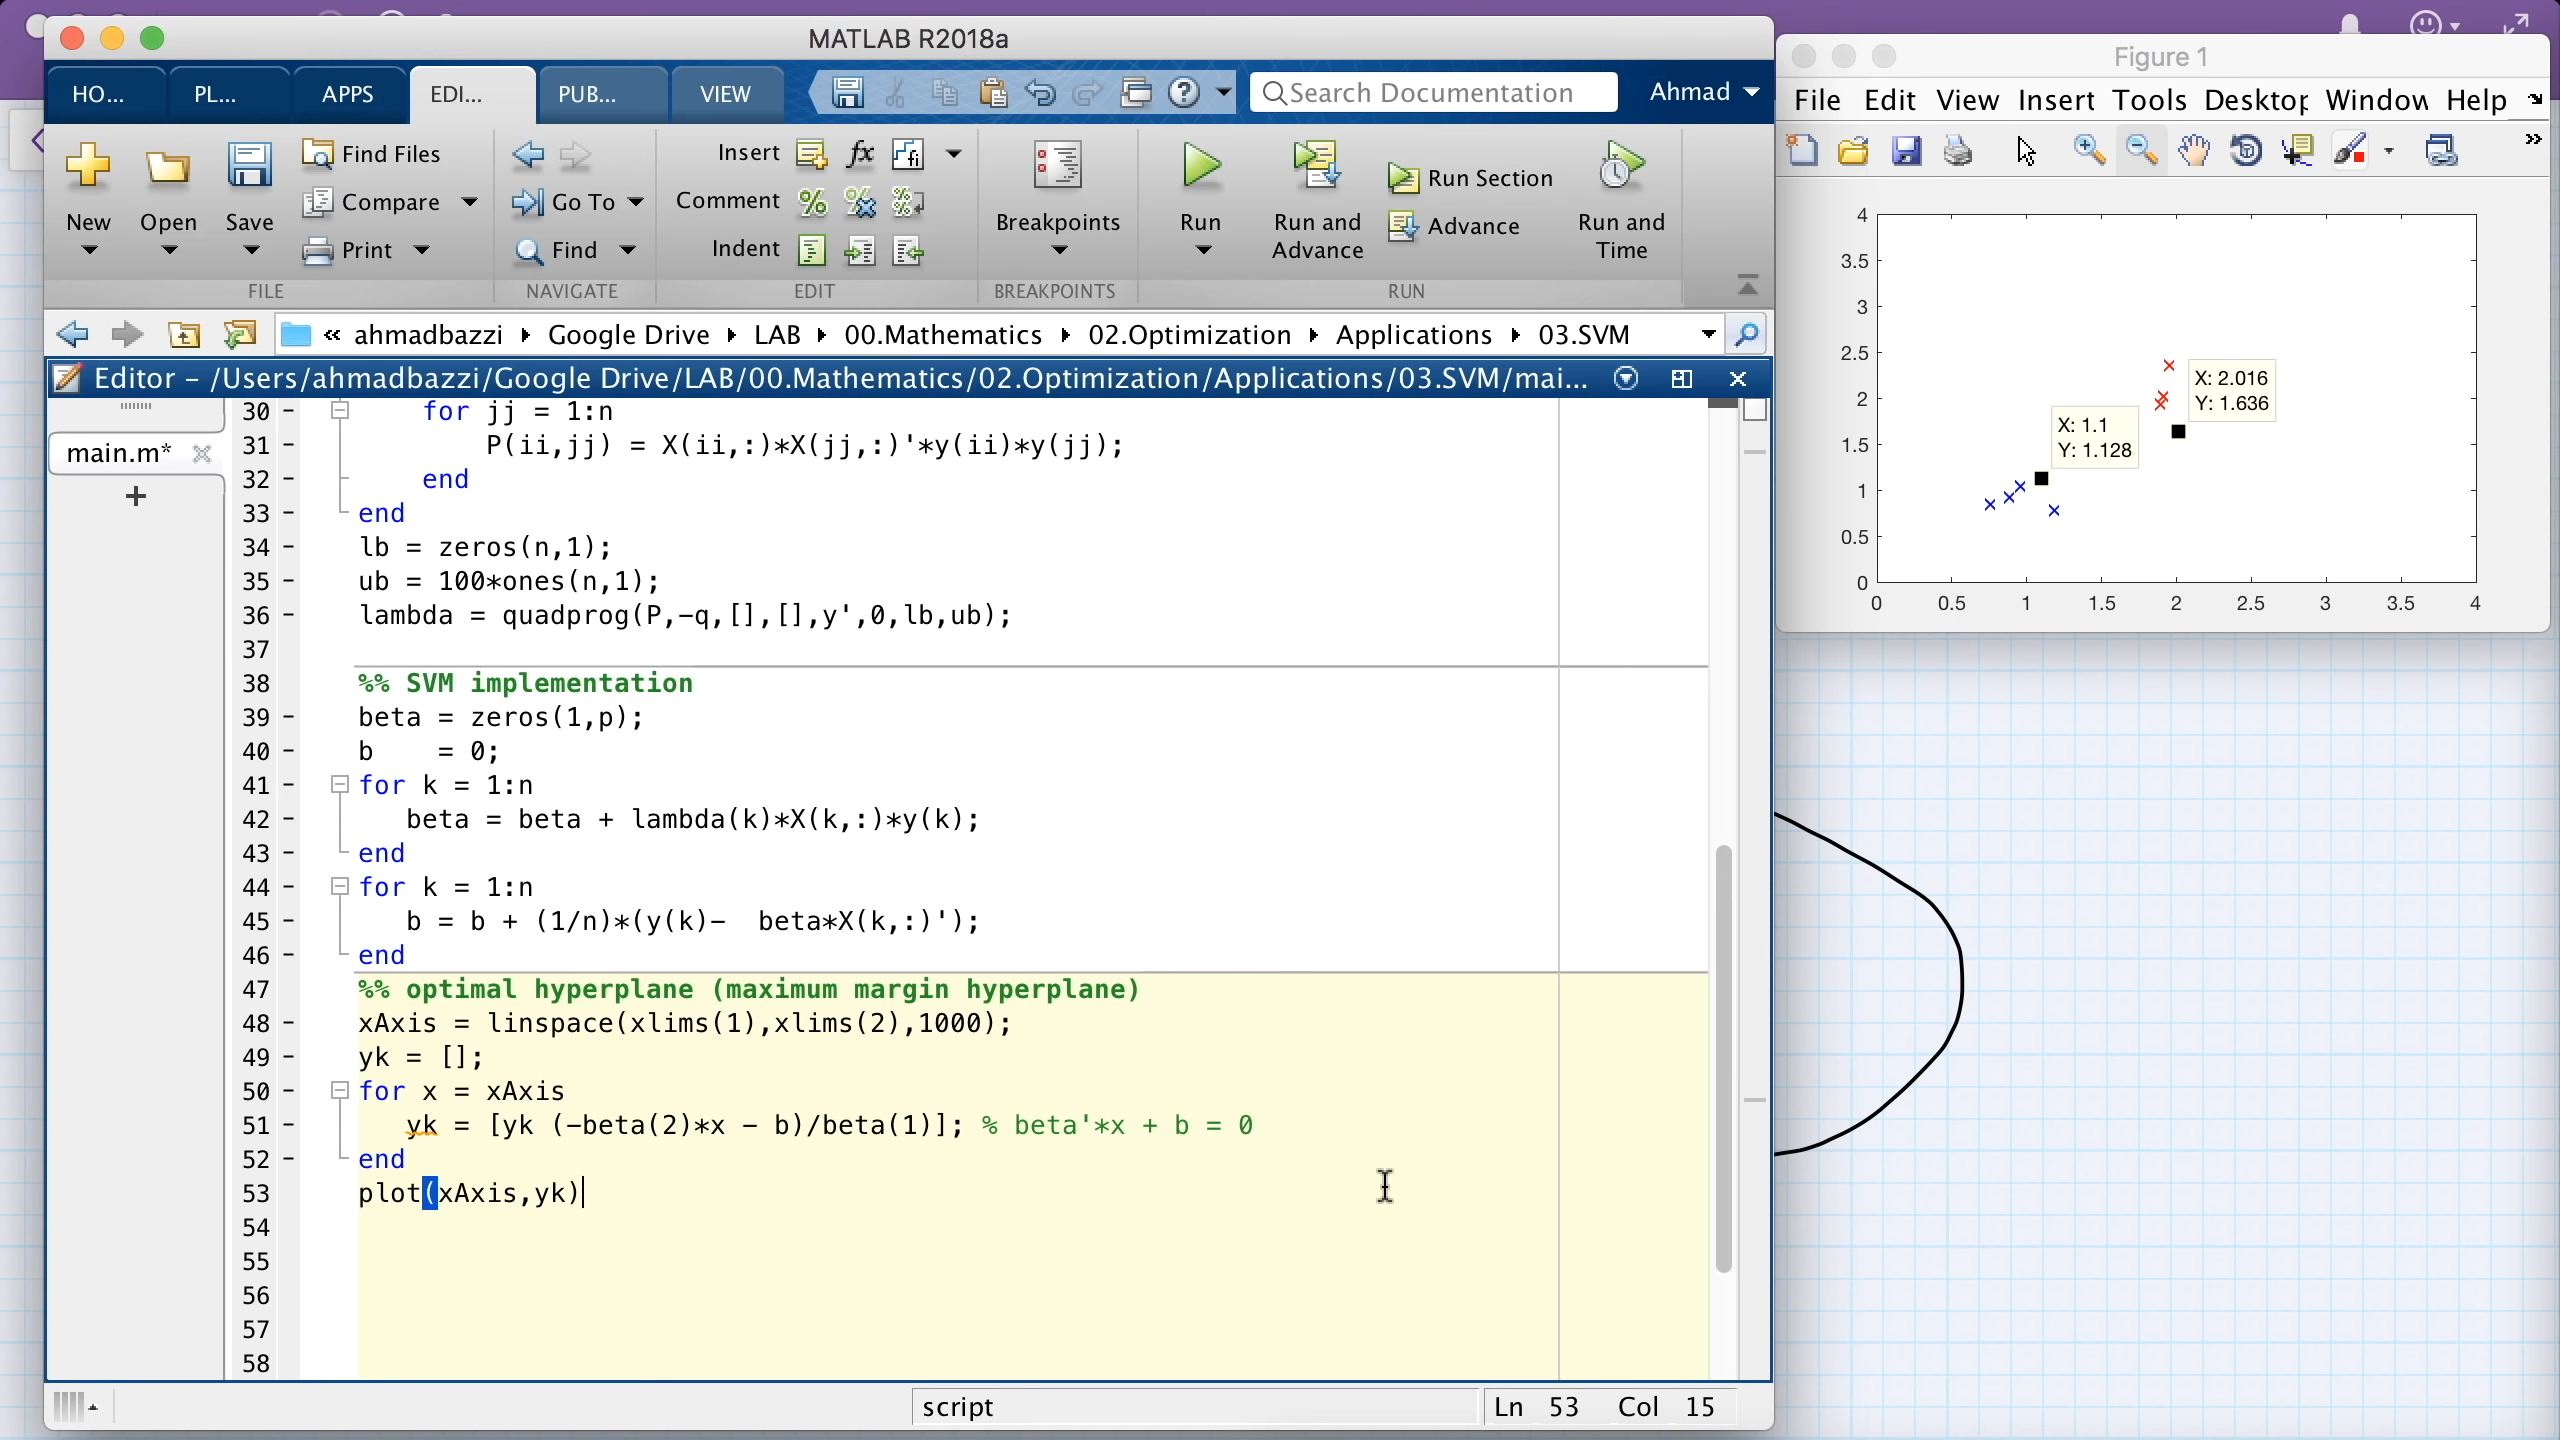 MATLAB R2018a
HO...
PL...
APPS
EDI...
PUB...
VIEW
Search Documentation
Ahmad
New
Open
Save
Find Files
Compare
Print
FILE
Go To
Find
NAVIGATE
Insert
fx
fi
Comment
Indent
EDIT
Breakpoints
BREAKPOINTS
Run
Run and Advance
Run Section
Advance
Run and Time
RUN
« ahmadbazzi ▸ Google Drive ▸ LAB ▸ 00.Mathematics ▸ 02.Optimization ▸ Applications ▸ 03.SVM
Editor – /Users/ahmadbazzi/Google Drive/LAB/00.Mathematics/02.Optimization/Applications/03.SVM/mai...
main.m*
+
30 – for jj = 1:n
31 – P(ii,jj) = X(ii,:)*X(jj,:)'*y(ii)*y(jj);
32 – end
33 – end
34 – lb = zeros(n,1);
35 – ub = 100*ones(n,1);
36 – lambda = quadprog(P,-q,[],[],y',0,lb,ub);
37
38 %% SVM implementation
39 – beta = zeros(1,p);
40 – b    = 0;
41 – for k = 1:n
42 – beta = beta + lambda(k)*X(k,:)*y(k);
43 – end
44 – for k = 1:n
45 – b = b + (1/n)*(y(k)-  beta*X(k,:)');
46 – end
47 %% optimal hyperplane (maximum margin hyperplane)
48 – xAxis = linspace(xlims(1),xlims(2),1000);
49 – yk = [];
50 – for x = xAxis
51 – yk = [yk (-beta(2)*x - b)/beta(1)]; % beta'*x + b = 0
52 – end
53 plot(xAxis,yk)
54
55
56
57
58
script
Ln 53 Col 15
Figure 1
File Edit View Insert Tools Desktop Window Help
4
3.5
3
2.5
2
1.5
1
0.5
0
X: 2.016
Y: 1.636
X: 1.1
Y: 1.128
0 0.5 1 1.5 2 2.5 3 3.5 4